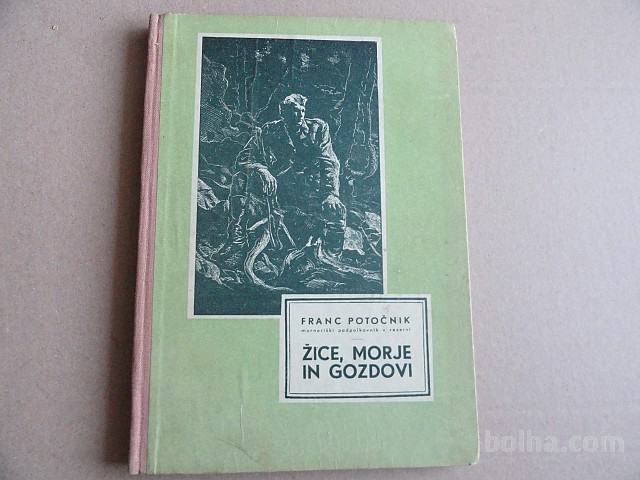 FRANC POTOČNIK
mornariški podpolkovnik v rezervi
ŽICE, MORJE
IN GOZDOVI
bolha.com